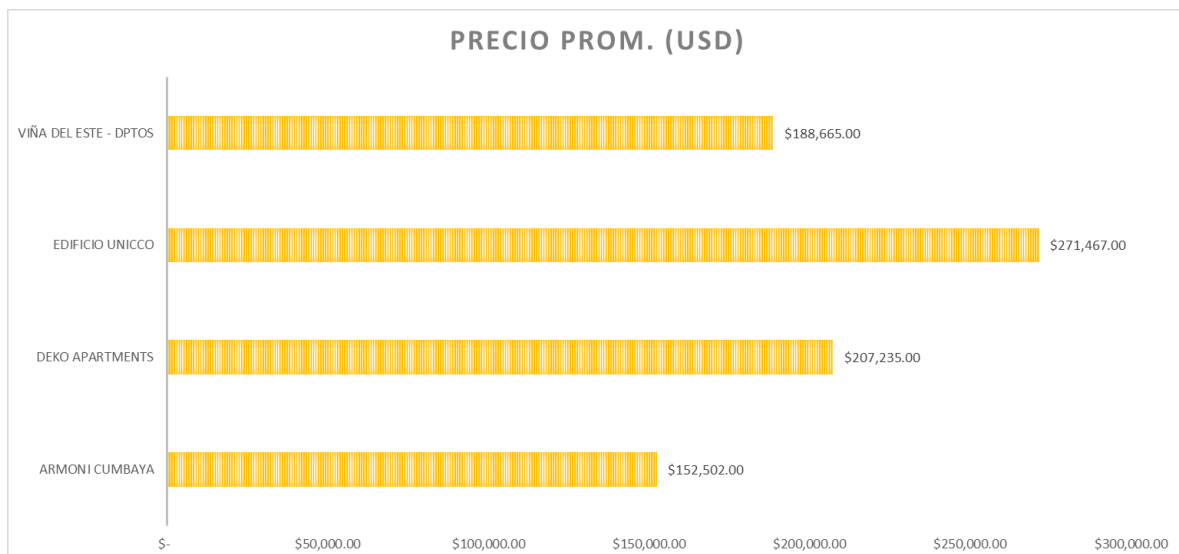 PRECIO PROM. (USD)
VIÑA DEL ESTE - DPTOS
$188,665.00
EDIFICIO UNICCO
$271,467.00
DEKO APARTMENTS
$207,235.00
ARMONI CUMBAYA
$152,502.00
$- $50,000.00 $100,000.00 $150,000.00 $200,000.00 $250,000.00 $300,000.00